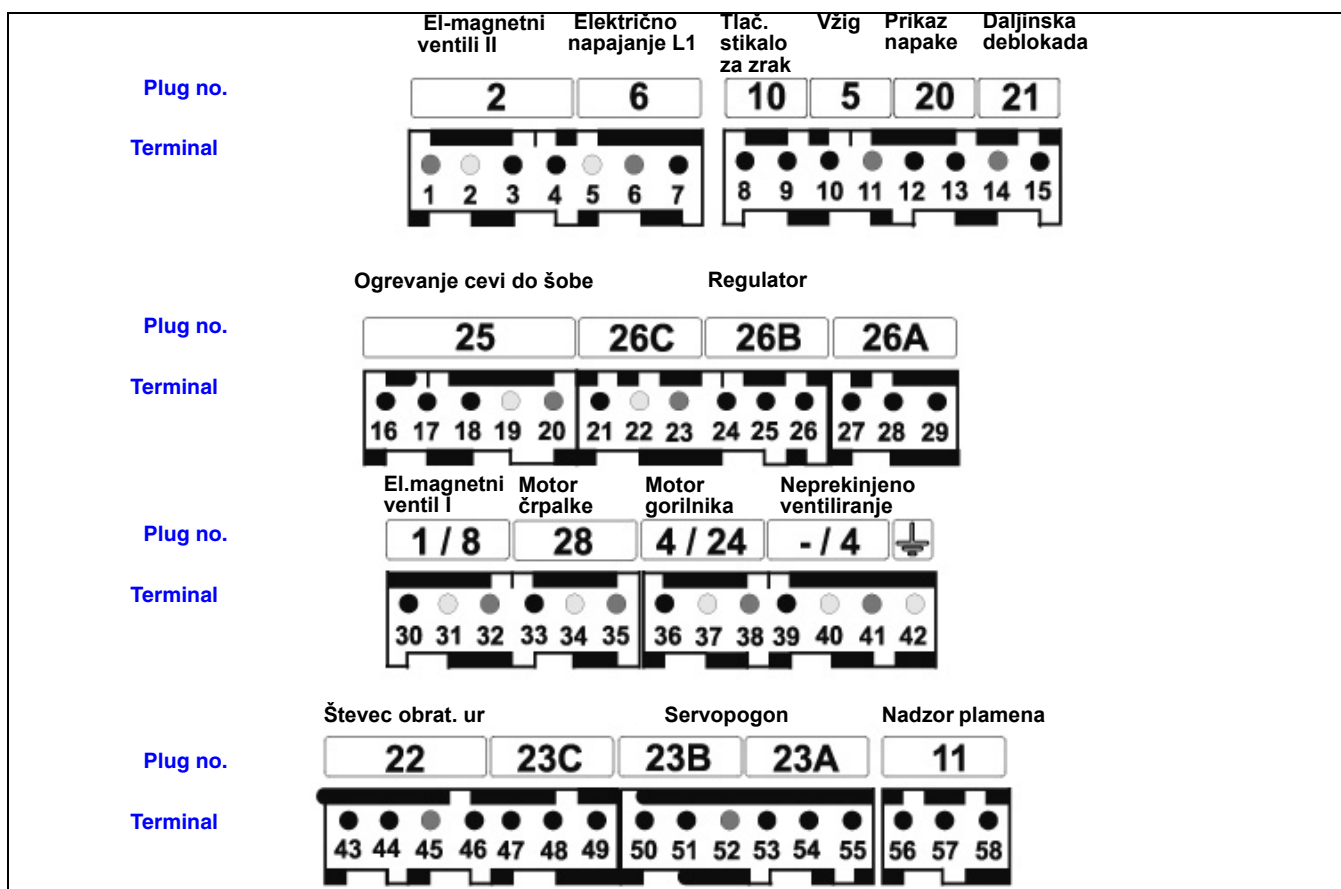 El-magnetni Električno Tlač. Vžig Prikaz Daljinska
ventili II napajanje L1 stikalo napake deblokada
za zrak
Plug no. 2 6 10 5 20 21
Terminal
1 2 3 4 5 6 7 8 9 10 11 12 13 14 15
Ogrevanje cevi do šobe Regulator
Plug no. 25 26C 26B 26A
Terminal
16 17 18 19 20 21 22 23 24 25 26 27 28 29
El.magnetni Motor Motor Neprekinjeno
ventil I črpalke gorilnika ventiliranje
Plug no. 1 / 8 28 4 / 24 - / 4
Terminal
30 31 32 33 34 35 36 37 38 39 40 41 42
Števec obrat. ur Servopogon Nadzor plamena
Plug no. 22 23C 23B 23A 11
Terminal
43 44 45 46 47 48 49 50 51 52 53 54 55 56 57 58